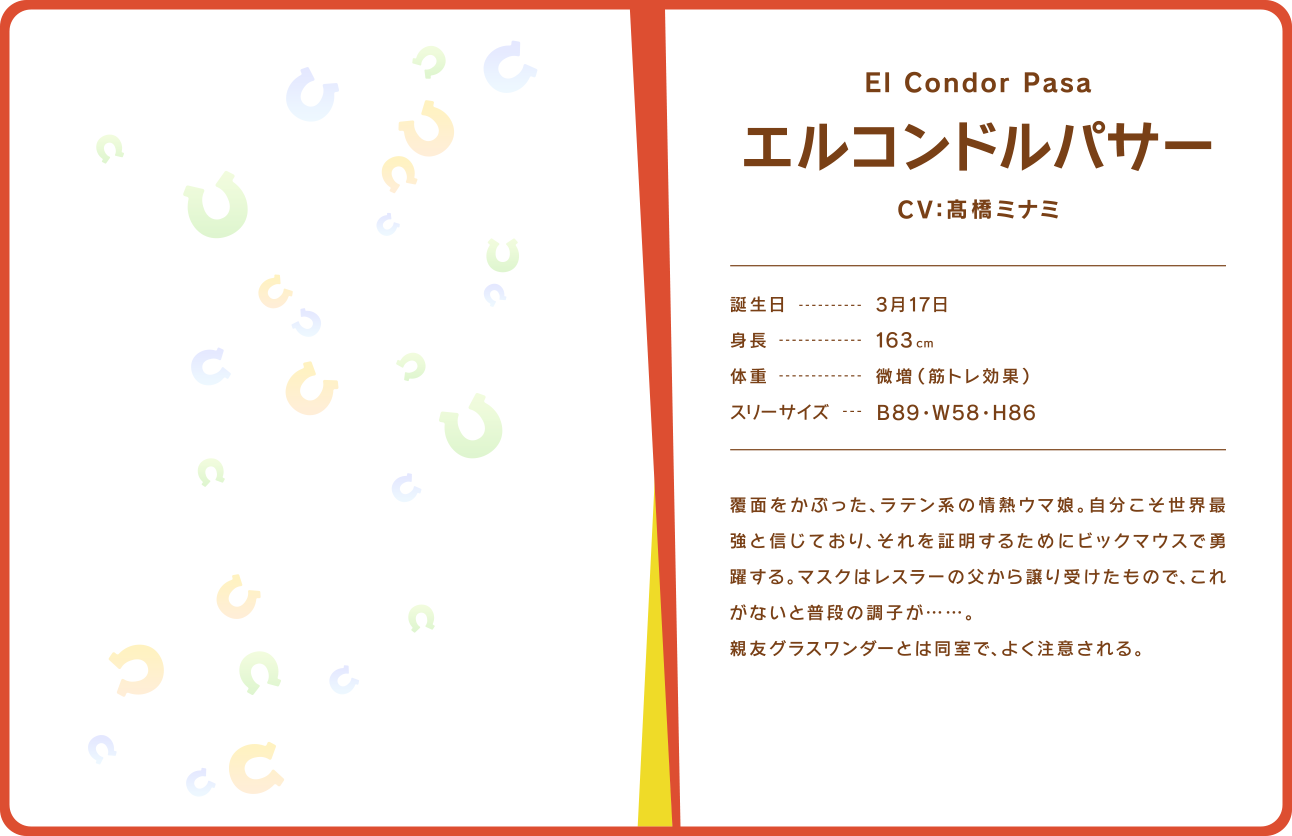 El Condor Pasa
エルコンドルパサー
CV:髙橋ミナミ
誕生日 ---------- 3月17日
身長 ------------- 163cm
体重 ------------- 微増(筋トレ効果)
スリーサイズ --- B89・W58・H86
覆面をかぶった、ラテン系の情熱ウマ娘。自分こそ世界最
強と信じており、それを証明するためにビックマウスで勇
躍する。マスクはレスラーの父から譲り受けたもので、これ
がないと普段の調子が……。
親友グラスワンダーとは同室で、よく注意される。